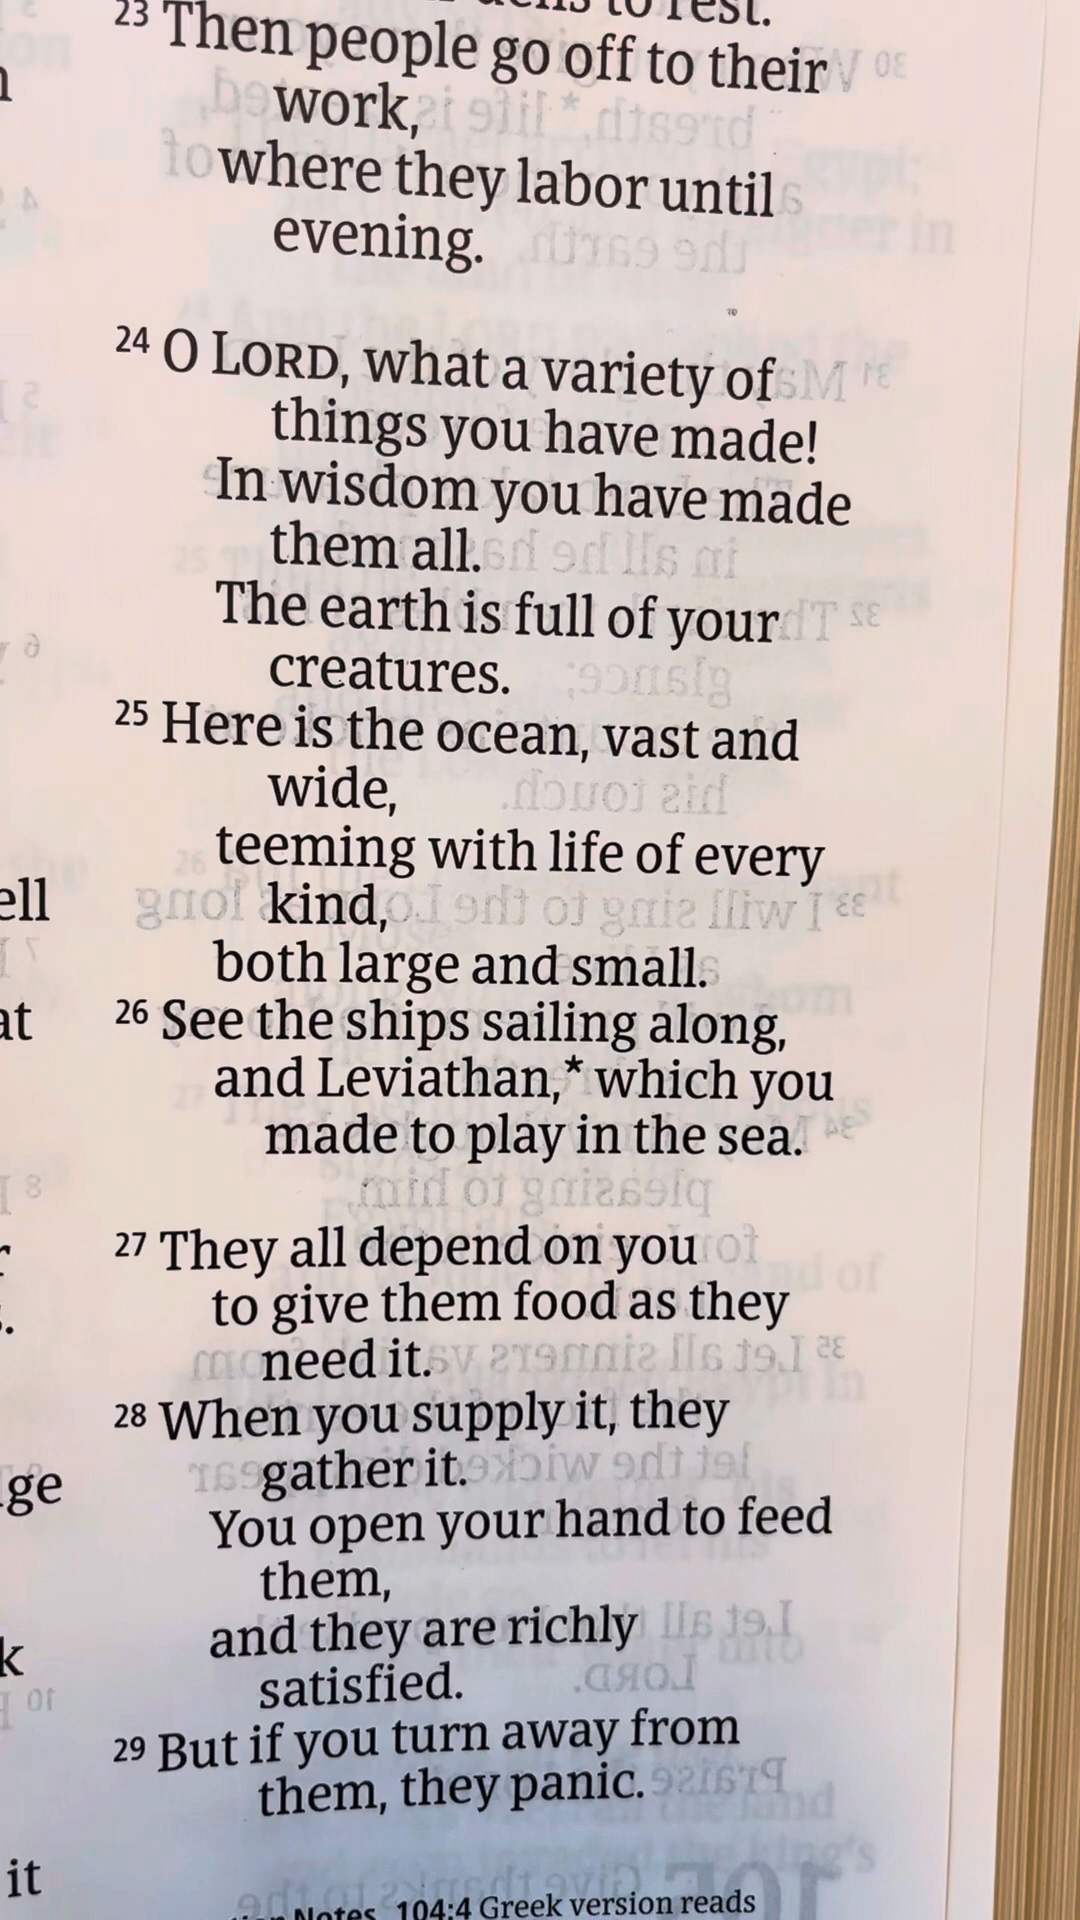 to rest.
23 Then people go off to their
work,
where they labor until
evening.
24 O LORD, what a variety of
things you have made!
In wisdom you have made
them all.
The earth is full of your
creatures.
25 Here is the ocean, vast and
wide,
teeming with life of every
kind,
both large and small.
26 See the ships sailing along,
and Leviathan,* which you
made to play in the sea.
27 They all depend on you
to give them food as they
need it.
28 When you supply it, they
gather it.
You open your hand to feed
them,
and they are richly
satisfied.
29 But if you turn away from
them, they panic.
it
Notes 104:4 Greek version reads